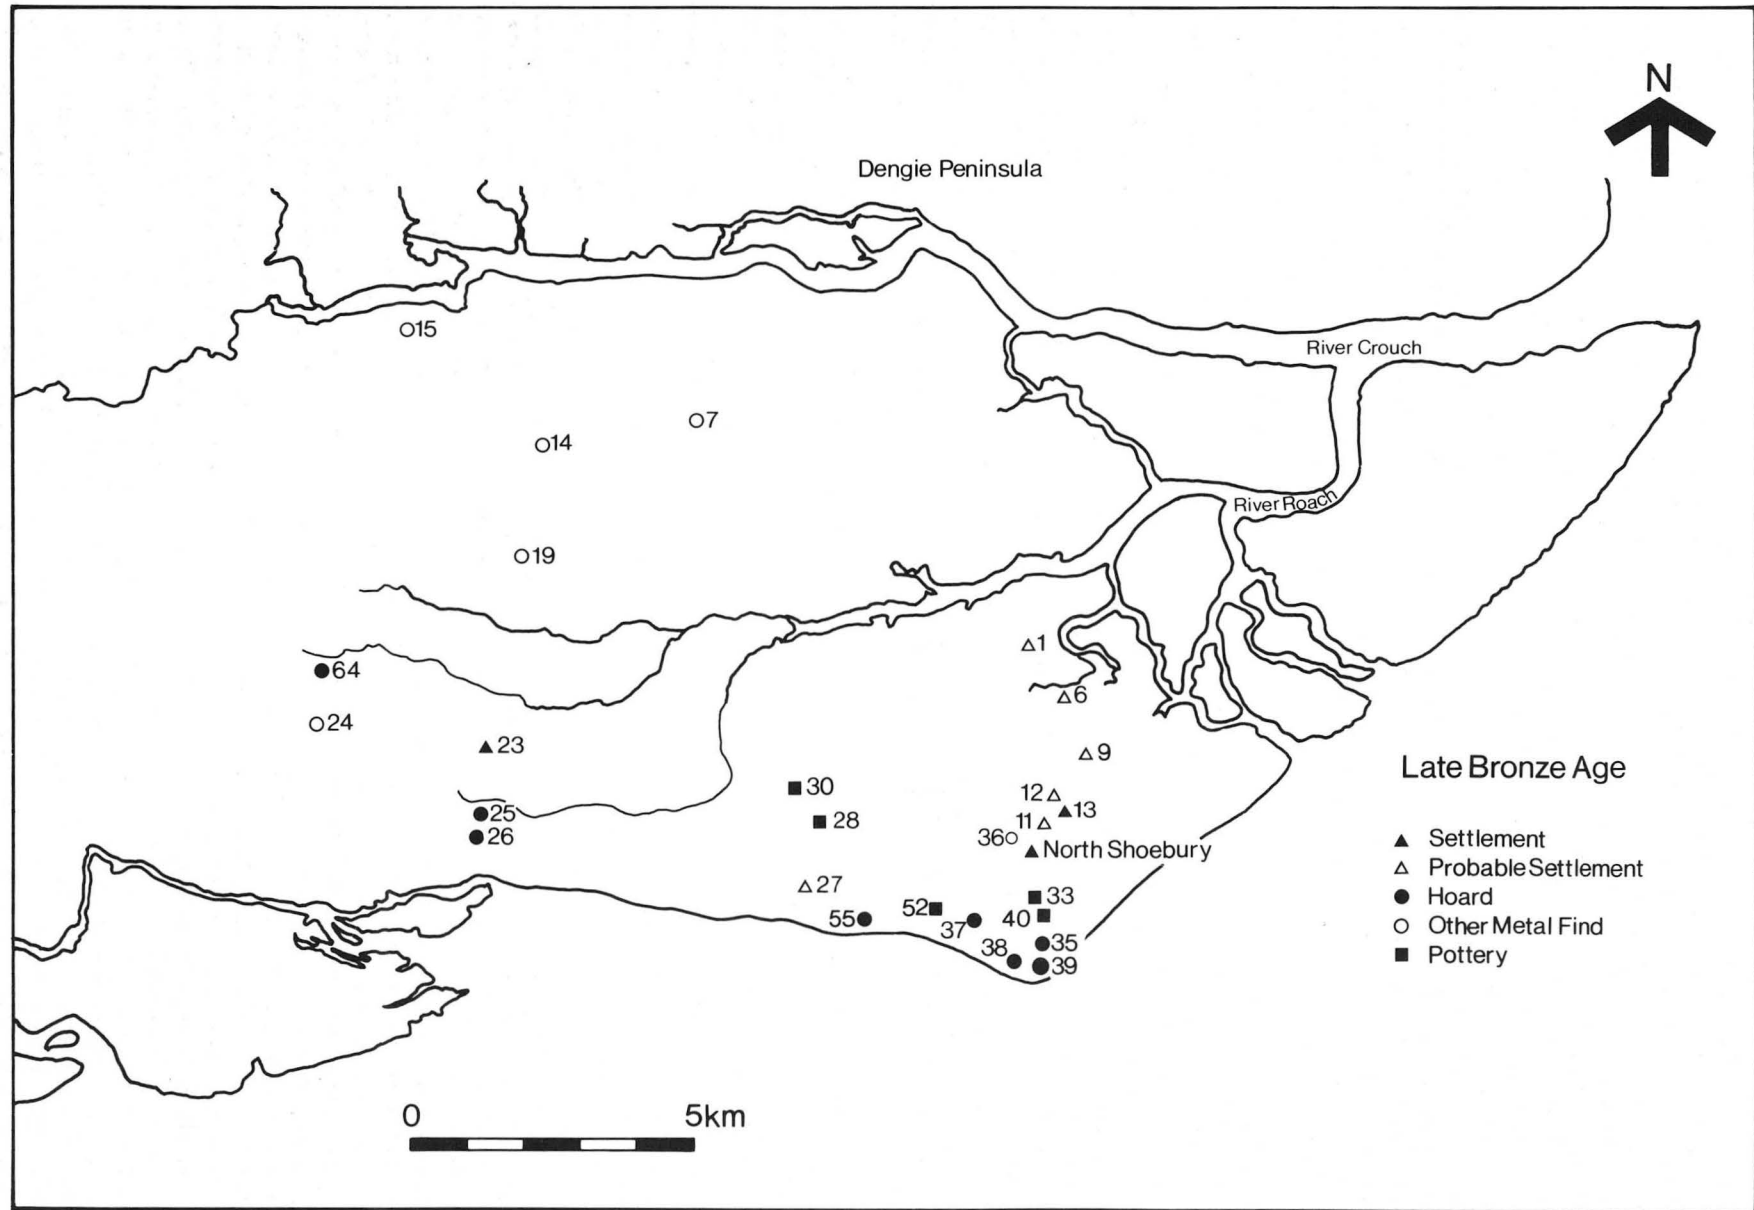 N
Dengie Peninsula
15
River Crouch
7
14
River Roach
19
1
64
6
24
23
9
Late Bronze Age
30
12
13
25
28
11
26
36
North Shoebury
Settlement
Probable Settlement
27
33
Hoard
52
55
40
37
Other Metal Find
35
38
Pottery
39
0 5km